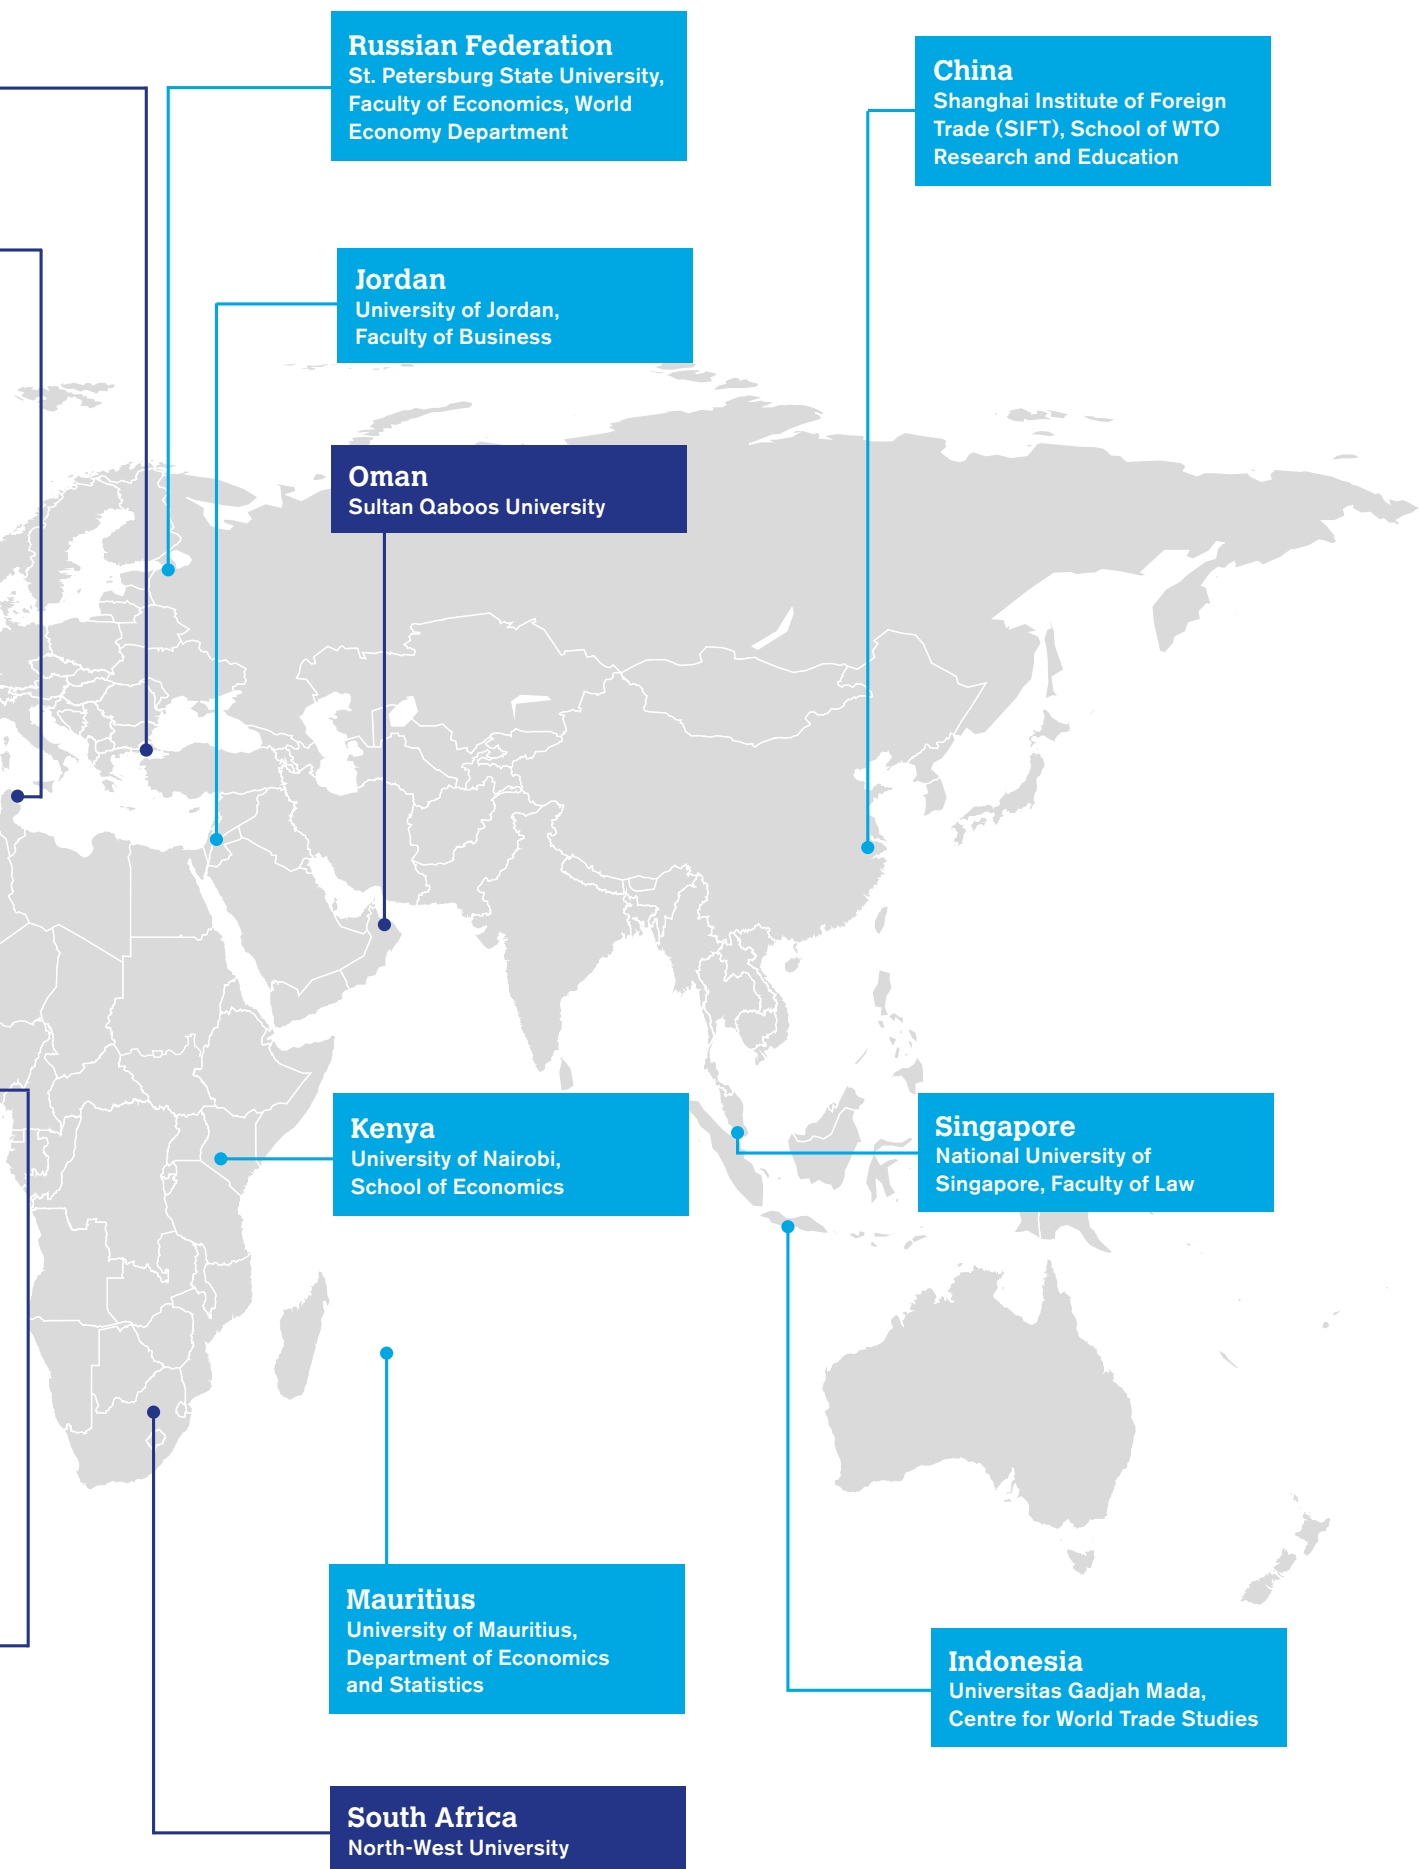 Russian Federation
St. Petersburg State University,
Faculty of Economics, World
Economy Department
China
Shanghai Institute of Foreign
Trade (SIFT), School of WTO
Research and Education
Jordan
University of Jordan,
Faculty of Business
Oman
Sultan Qaboos University
Kenya
University of Nairobi,
School of Economics
Singapore
National University of
Singapore, Faculty of Law
Mauritius
University of Mauritius,
Department of Economics
and Statistics
Indonesia
Universitas Gadjah Mada,
Centre for World Trade Studies
South Africa
North-West University